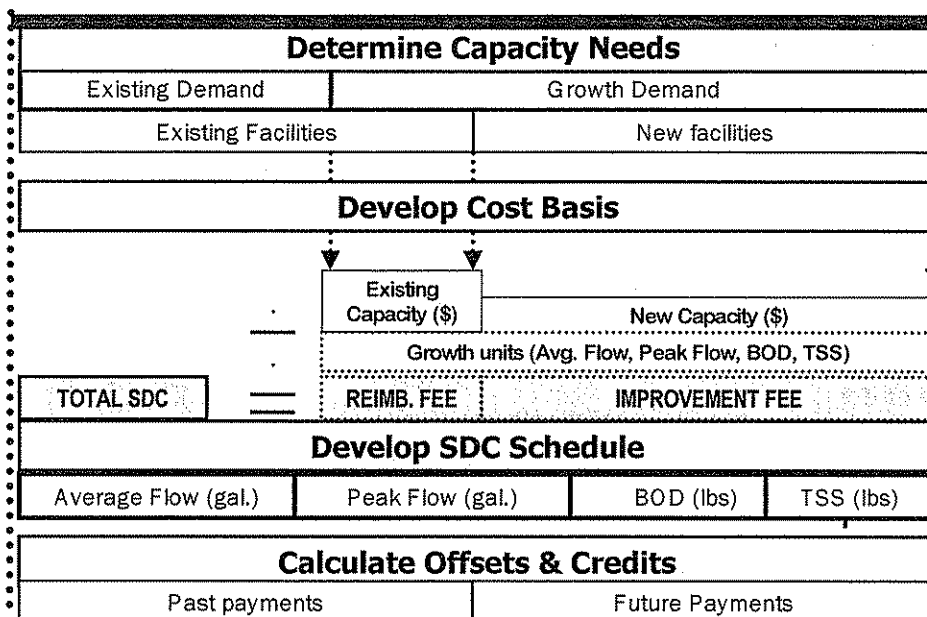 Determine Capacity Needs
Existing Demand Growth Demand
Existing Facilities New facilities
Develop Cost Basis
Existing
Capacity ($)
New Capacity ($)
Growth units (Avg. Flow, Peak Flow, BOD, TSS)
TOTAL SDC = REIMB. FEE IMPROVEMENT FEE
Develop SDC Schedule
Average Flow (gal.) Peak Flow (gal.) BOD (lbs) TSS (lbs)
Calculate Offsets & Credits
Past payments Future Payments